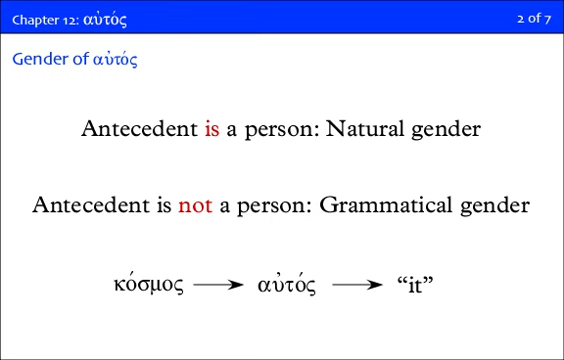 Chapter 12: αὐτός 2 of 7
Gender of αὐτός
Antecedent is a person: Natural gender
Antecedent is not a person: Grammatical gender
κόσμος → αὐτός → “it”